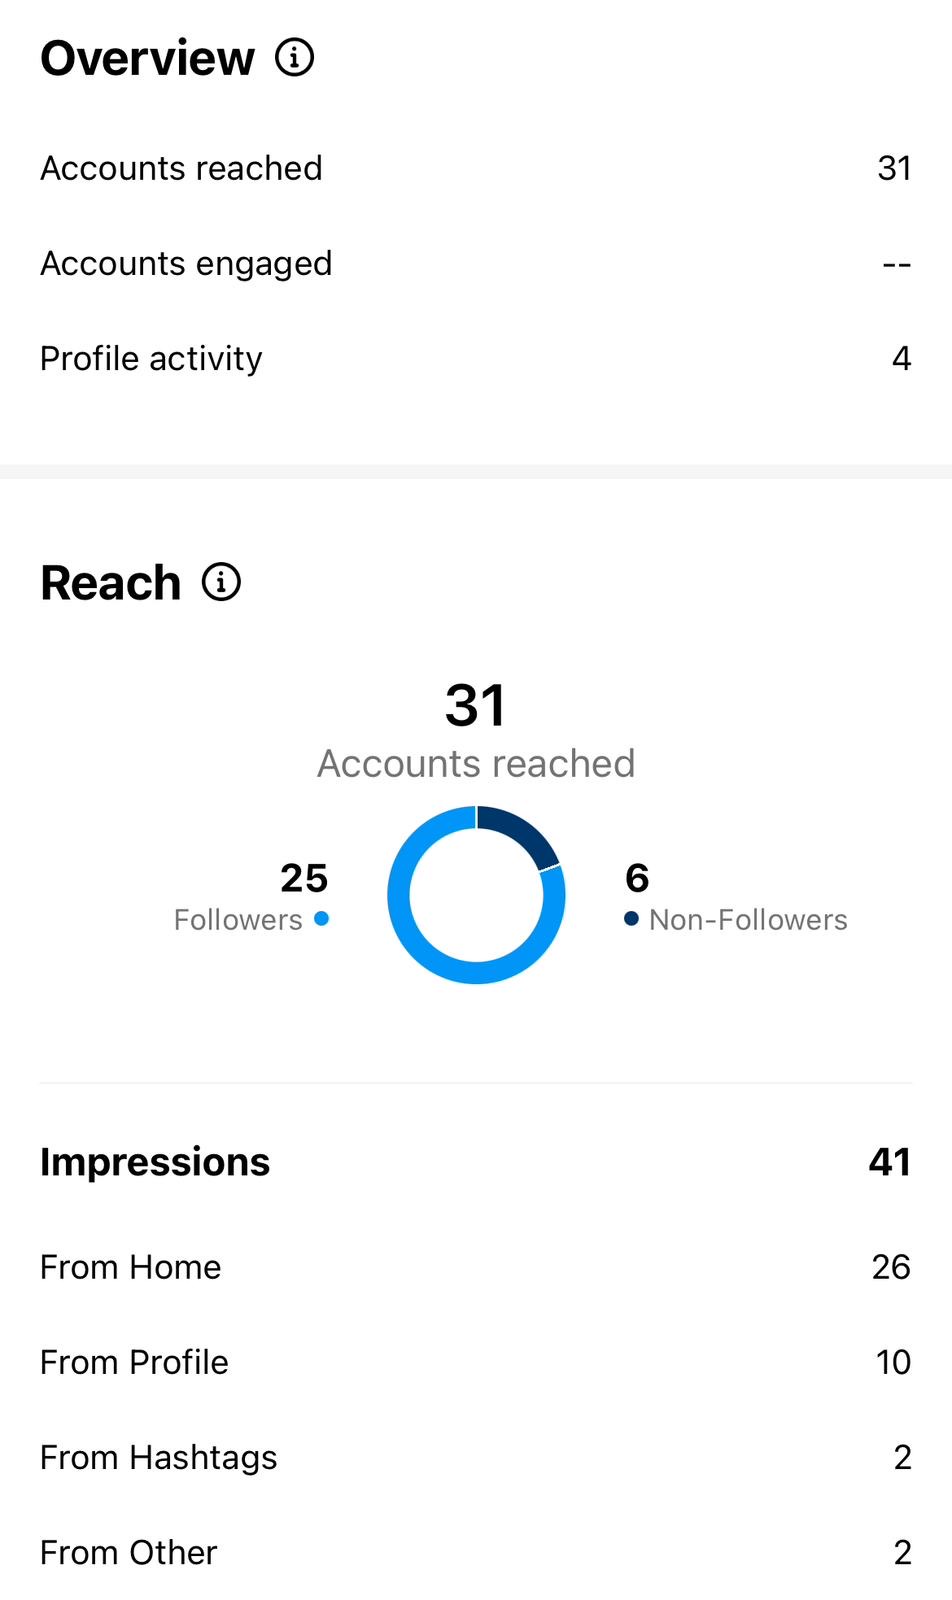 Overview
Accounts reached 31
Accounts engaged --
Profile activity 4
Reach
31
Accounts reached
25 6
Followers Non-Followers
Impressions 41
From Home 26
From Profile 10
From Hashtags 2
From Other 2